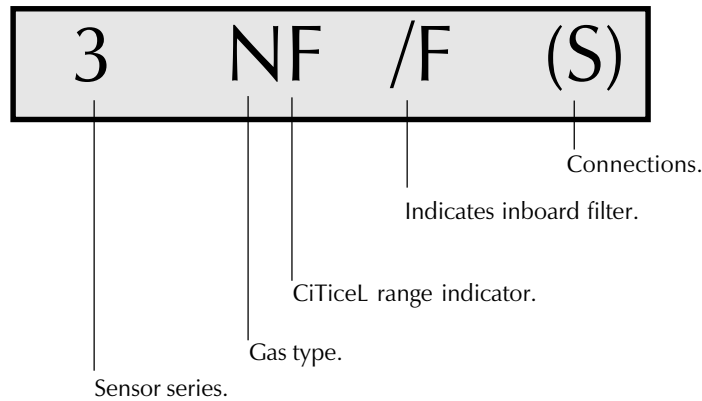 3 NF /F (S)
Connections.
Indicates inboard filter.
CiTiceL range indicator.
Gas type.
Sensor series.